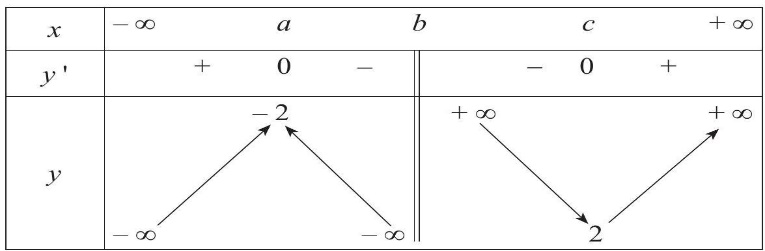 x − ∞ a b c + ∞
y' + 0 − − 0 +
− 2 + ∞ + ∞
y
− ∞ − ∞ 2